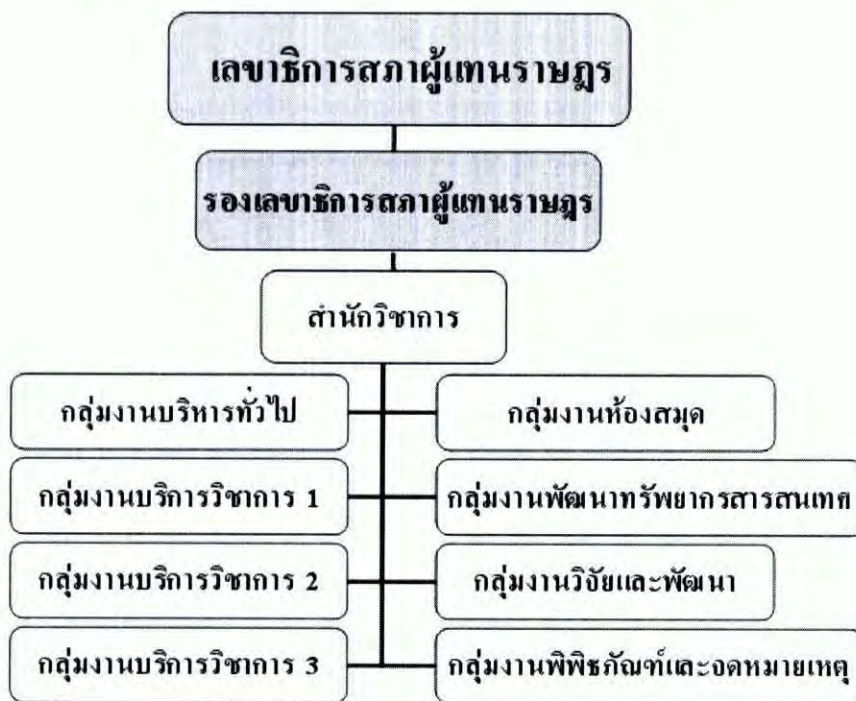 เลขาธิการสภาผู้แทนราษฎร
รองเลขาธิการสภาผู้แทนราษฎร
สำนักวิชาการ
กลุ่มงานบริหารทั่วไป
กลุ่มงานห้องสมุด
กลุ่มงานบริการวิชาการ 1
กลุ่มงานพัฒนาทรัพยากรสารสนเทศ
กลุ่มงานบริการวิชาการ 2
กลุ่มงานวิจัยและพัฒนา
กลุ่มงานบริการวิชาการ 3
กลุ่มงานพิพิธภัณฑ์และจดหมายเหตุ